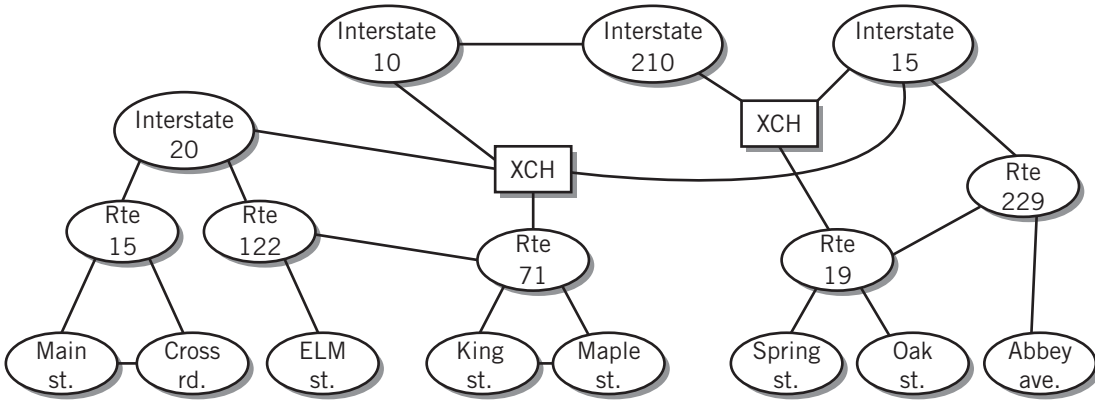 Interstate
10
Interstate
210
Interstate
15
XCH
Interstate
20
XCH
Rte
229
Rte
15
Rte
122
Rte
71
Rte
19
Main
st.
Cross
rd.
ELM
st.
King
st.
Maple
st.
Spring
st.
Oak
st.
Abbey
ave.